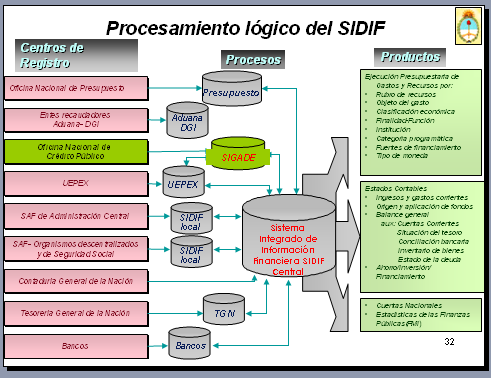 Procesamiento lógico del SIDIF
Centros de
Registro
Procesos
Productos
Oficina Nacional de Presupuesto
Entes recaudadores
Aduana- DGI
Oficina Nacional de
Crédito Público
UEPEX
SAF de Administración Central
SAF- Organismos descentralizados
y de Seguridad Social
Contaduría General de la Nación
Tesorería General de la Nación
Bancos
Presupuesto
Aduana
DGI
SIGADE
UEPEX
SIDIF
local
SIDIF
local
TGN
Bancos
Sistema
Integrado de
Información
Financiera SIDIF
Central
Ejecución Presupuestaria de
Gastos y Recursos por:
• Rubro de recursos
• Objeto del gasto
• Clasificación económica
• Finalidad-Función
• Institución
• Categoría programática
• Fuentes de financiamiento
• Tipo de moneda
Estados Contables
• Ingresos y gastos corrientes
• Origen y aplicación de fondos
• Balance general
aux: Cuentas Corrientes
Situación del tesoro
Conciliación bancaria
Inventario de bienes
Estado de la deuda
• Ahorro/inversión/
Financiamiento
• Cuentas Nacionales
• Estadísticas de las Finanzas
Públicas (FMI)
32